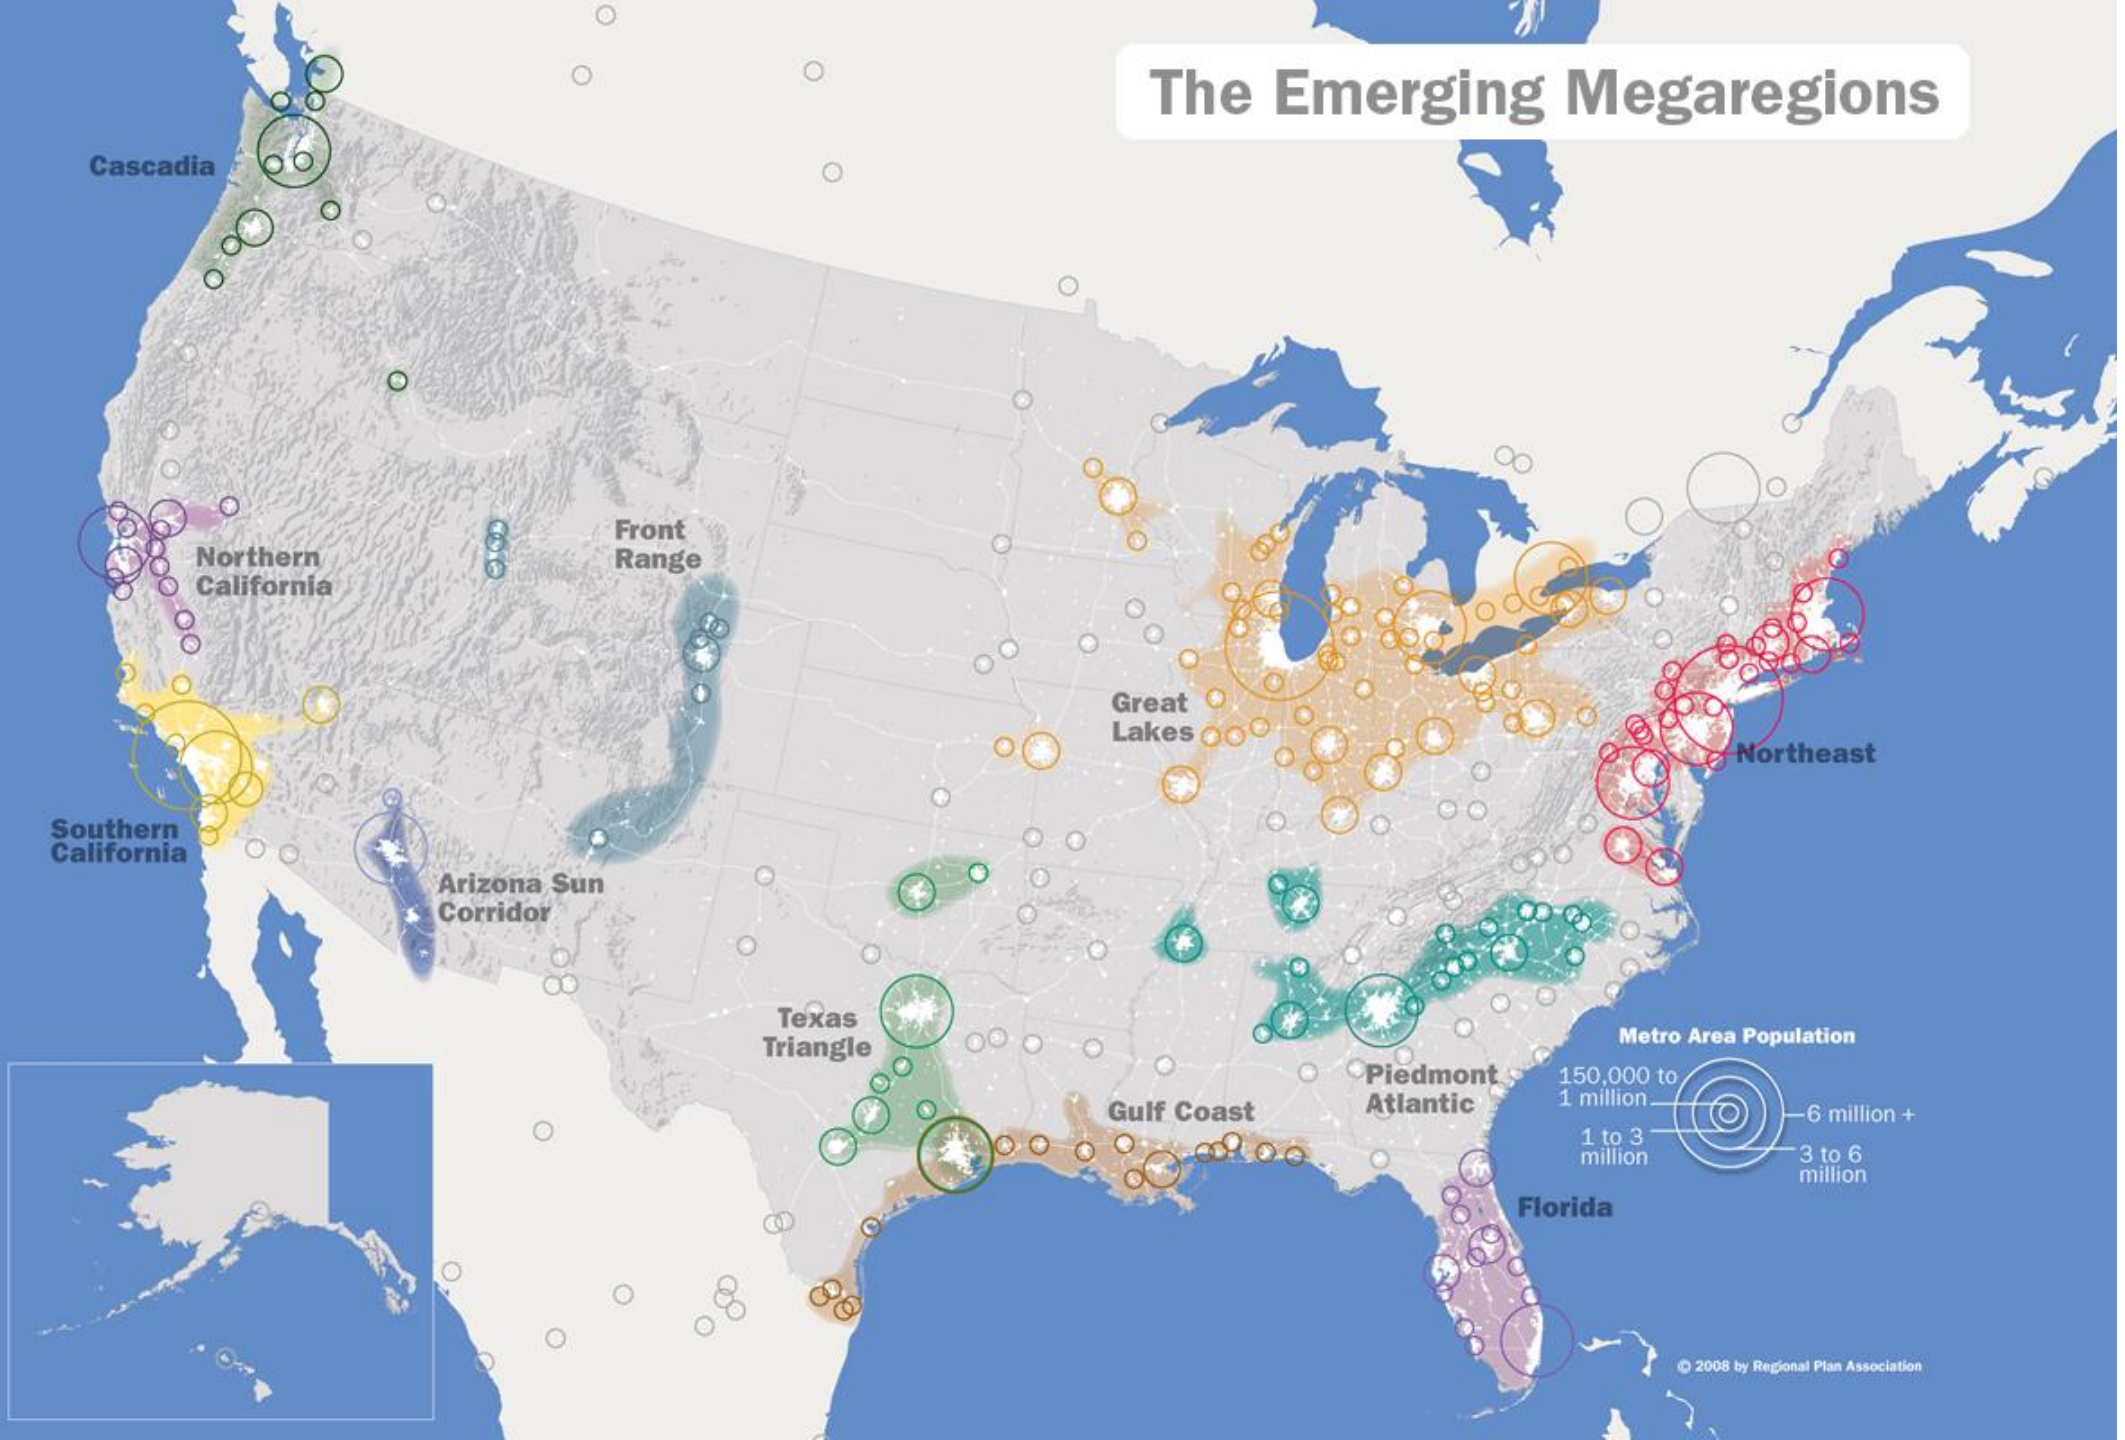 The Emerging Megaregions
Cascadia
Front
Range
Northern
California
Great
Lakes
Northeast
Southern
California
Arizona Sun
Corridor
Texas
Triangle
Piedmont
Atlantic
Gulf Coast
Metro Area Population
150,000 to
1 million
6 million +
1 to 3
million
3 to 6
million
Florida
© 2008 by Regional Plan Association